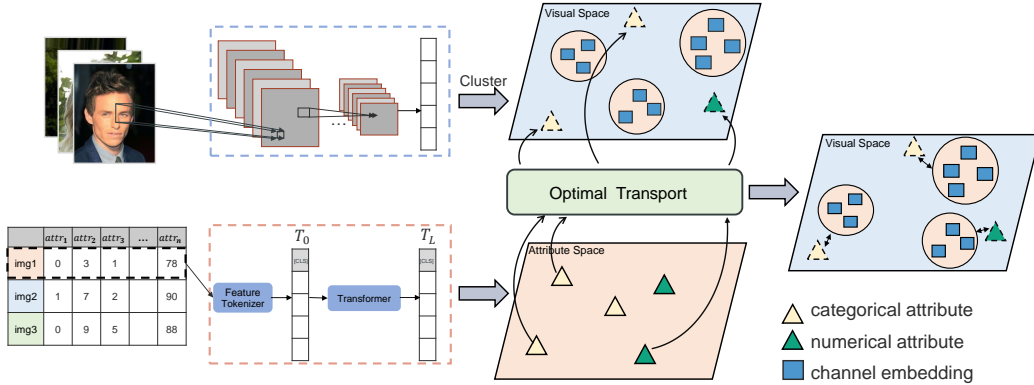 Visual Space
Cluster
...
Visual Space
Optimal Transport
attr1 attr2 attr3 ... attrn
img1 0 3 1 78
img2 1 7 2 90
img3 0 9 5 88
T0
TL
[CLS]
[CLS]
Feature
Tokenizer
Transformer
Attribute Space
categorical attribute
numerical attribute
channel embedding